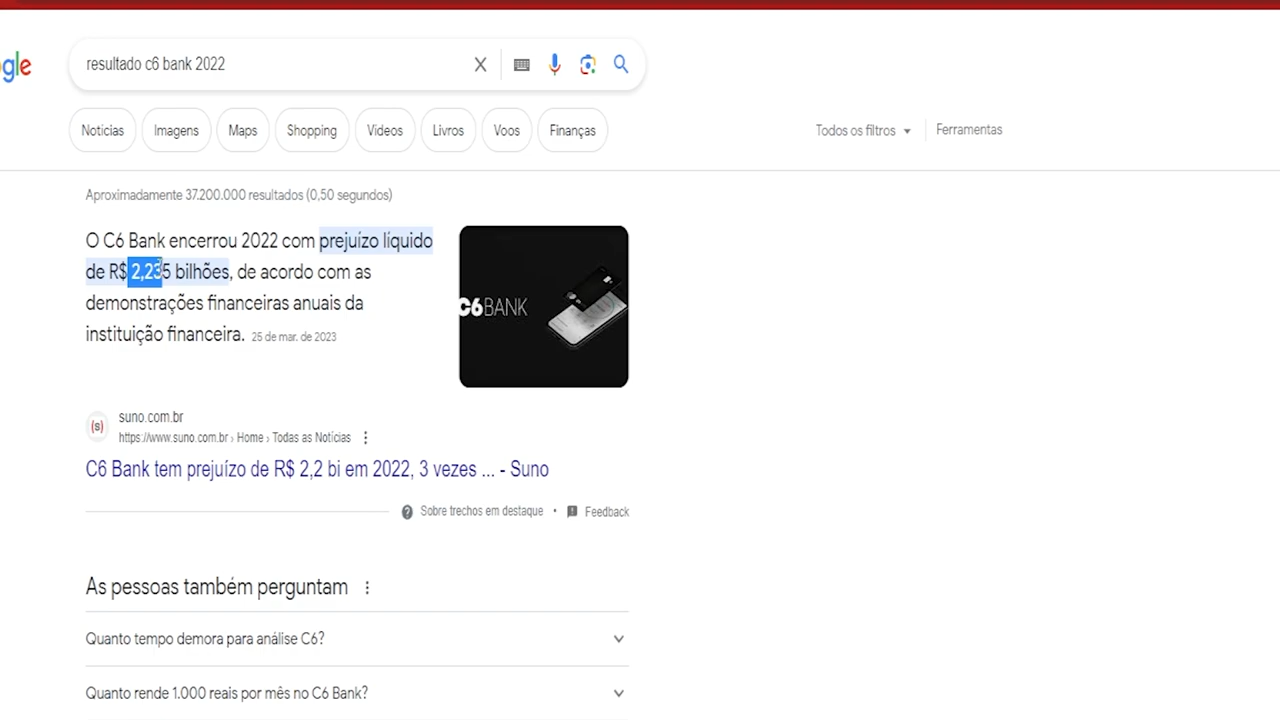 gle
resultado c6 bank 2022
Notícias Imagens Maps Shopping Vídeos Livros Voos Finanças Todos os filtros Ferramentas
Aproximadamente 37.200.000 resultados (0,50 segundos)
O C6 Bank encerrou 2022 com prejuízo líquido
de R$ 2,235 bilhões, de acordo com as
demonstrações financeiras anuais da
instituição financeira. 25 de mar. de 2023
C6 BANK
(s)
suno.com.br
https://www.suno.com.br › Home › Todas as Notícias
C6 Bank tem prejuízo de R$ 2,2 bi em 2022, 3 vezes ... - Suno
Sobre trechos em destaque • Feedback
As pessoas também perguntam
Quanto tempo demora para análise C6?
Quanto rende 1.000 reais por mês no C6 Bank?